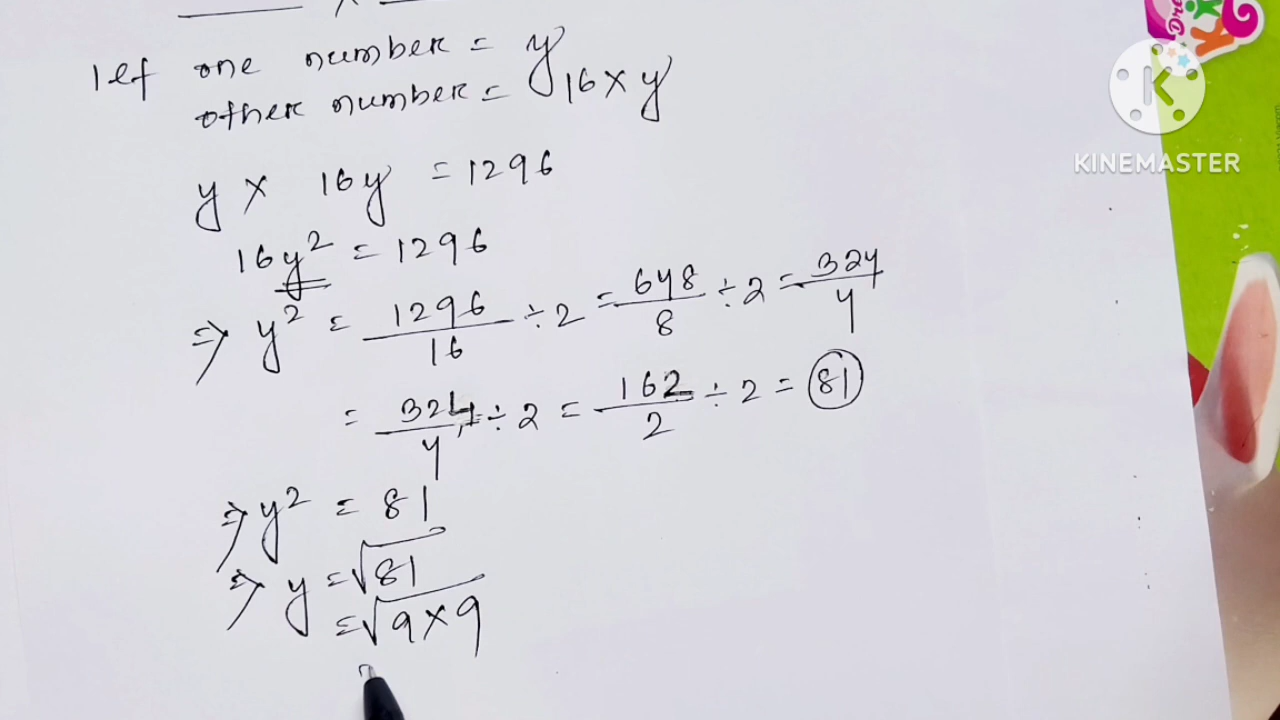 let one number = y
other number = 16 × y
y × 16y = 1296
16y² = 1296
⇒ y² = 1296/16 ÷ 2 = 648/8 ÷ 2 = 324/4
= 324/4 ÷ 2 = 162/2 ÷ 2 = 81
⇒ y² = 81
⇒ y = √81
= √9×9
KINEMASTER